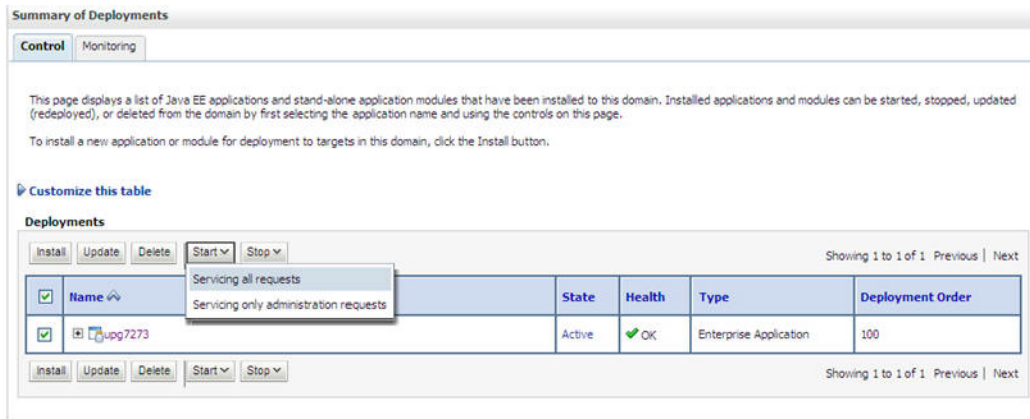 Summary of Deployments
Control Monitoring
This page displays a list of Java EE applications and stand-alone application modules that have been installed to this domain. Installed applications and modules can be started, stopped, updated
(redeployed), or deleted from the domain by first selecting the application name and using the controls on this page.
To install a new application or module for deployment to targets in this domain, click the Install button.
Customize this table
Deployments
Install Update Delete Start Stop Showing 1 to 1 of 1 Previous | Next
Servicing all requests
Servicing only administration requests
Name State Health Type Deployment Order
upg7273 Active OK Enterprise Application 100
Install Update Delete Start Stop Showing 1 to 1 of 1 Previous | Next